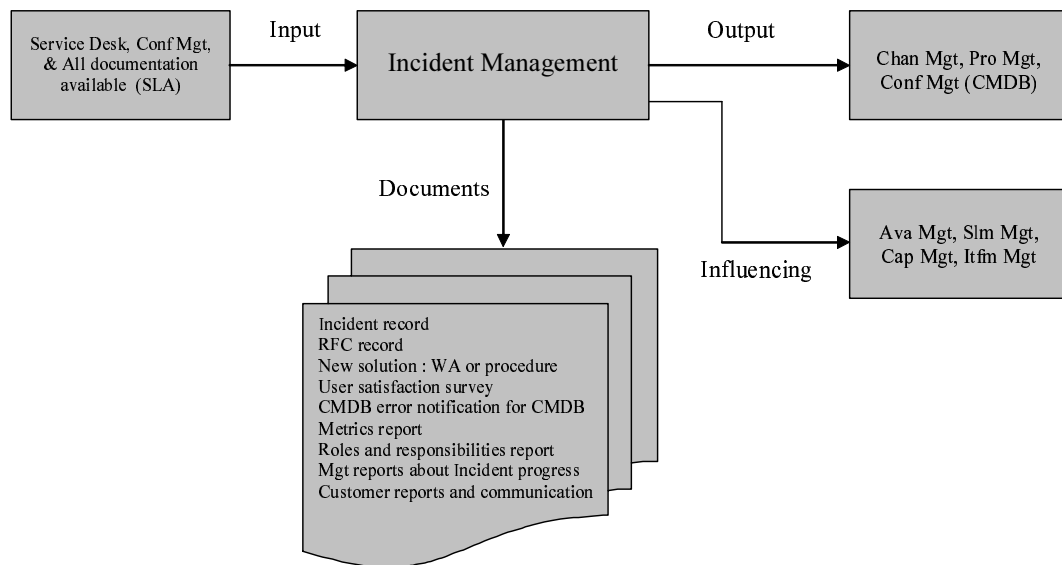 Input
Output
Service Desk, Conf Mgt,
& All documentation
available (SLA)
Incident Management
Chan Mgt, Pro Mgt,
Conf Mgt (CMDB)
Documents
Ava Mgt, Slm Mgt,
Cap Mgt, Itfm Mgt
Influencing
Incident record
RFC record
New solution : WA or procedure
User satisfaction survey
CMDB error notification for CMDB
Metrics report
Roles and responsibilities report
Mgt reports about Incident progress
Customer reports and communication